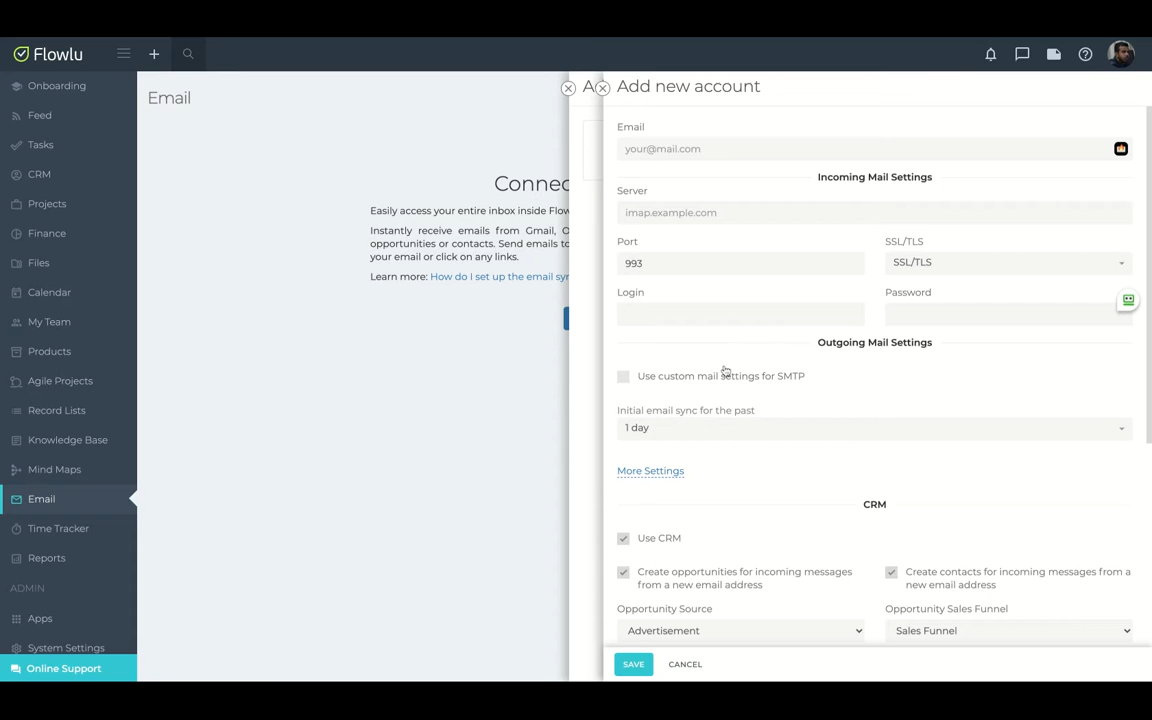 Flowlu
Onboarding
Feed
Tasks
CRM
Projects
Finance
Files
Calendar
My Team
Products
Agile Projects
Record Lists
Knowledge Base
Mind Maps
Email
Time Tracker
Reports
ADMIN
Apps
System Settings
Online Support
Email
Connec
Easily access your entire inbox inside Flow
Instantly receive emails from Gmail, O
opportunities or contacts. Send emails to
your email or click on any links.
Learn more: How do I set up the email syn
A
Add new account
Email
your@mail.com
Incoming Mail Settings
Server
imap.example.com
Port
SSL/TLS
993
SSL/TLS
Login
Password
Outgoing Mail Settings
Use custom mail settings for SMTP
Initial email sync for the past
1 day
More Settings
CRM
Use CRM
Create opportunities for incoming messages
from a new email address
Create contacts for incoming messages from a
new email address
Opportunity Source
Opportunity Sales Funnel
Advertisement
Sales Funnel
SAVE
CANCEL